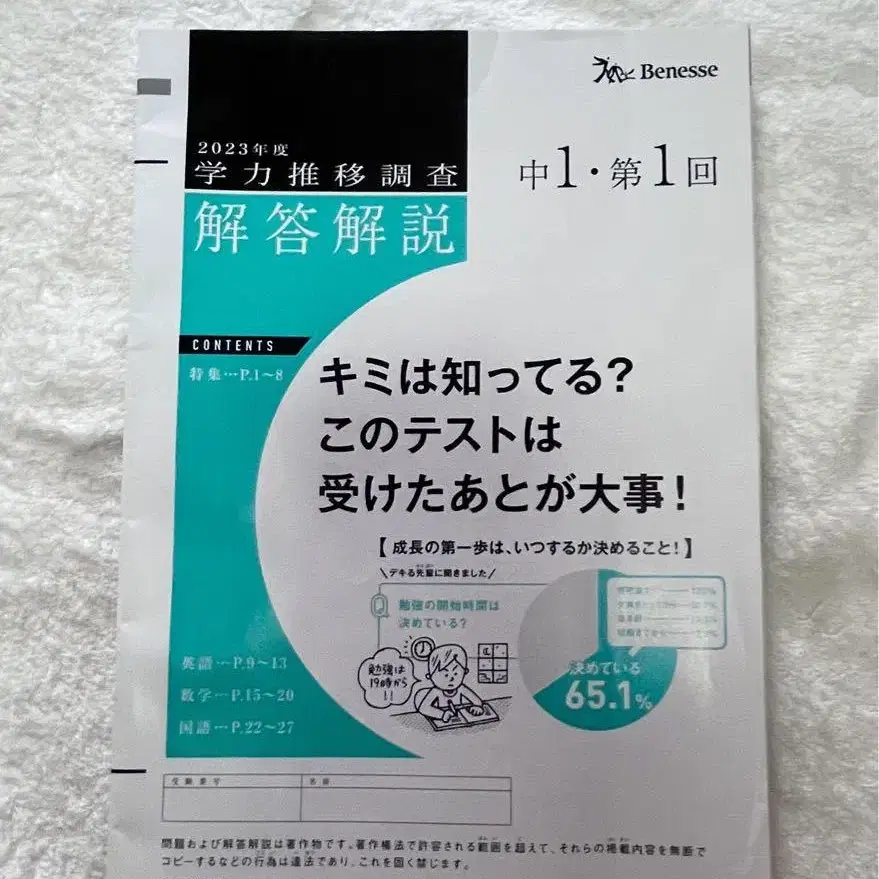 Benesse
2023年度
学力推移調査
中1・第1回
解答解説
CONTENTS
特集…P.1~8
キミは知ってる?
このテストは
受けたあとが大事!
【成長の第一歩は、いつするか決めること!】
\デキる先輩に聞きました/
Q 勉強の開始時間は
決めている?
勉強は
19時から
!!
決めている
65.1%
英語…P.9~13
数学…P.15~20
国語…P.22~27
受験番号
名前
問題および解答解説は著作物です。著作権法で許容される範囲を超えて、それらの掲載内容を無断で
コピーするなどの行為は違法であり、これを固く禁じます。